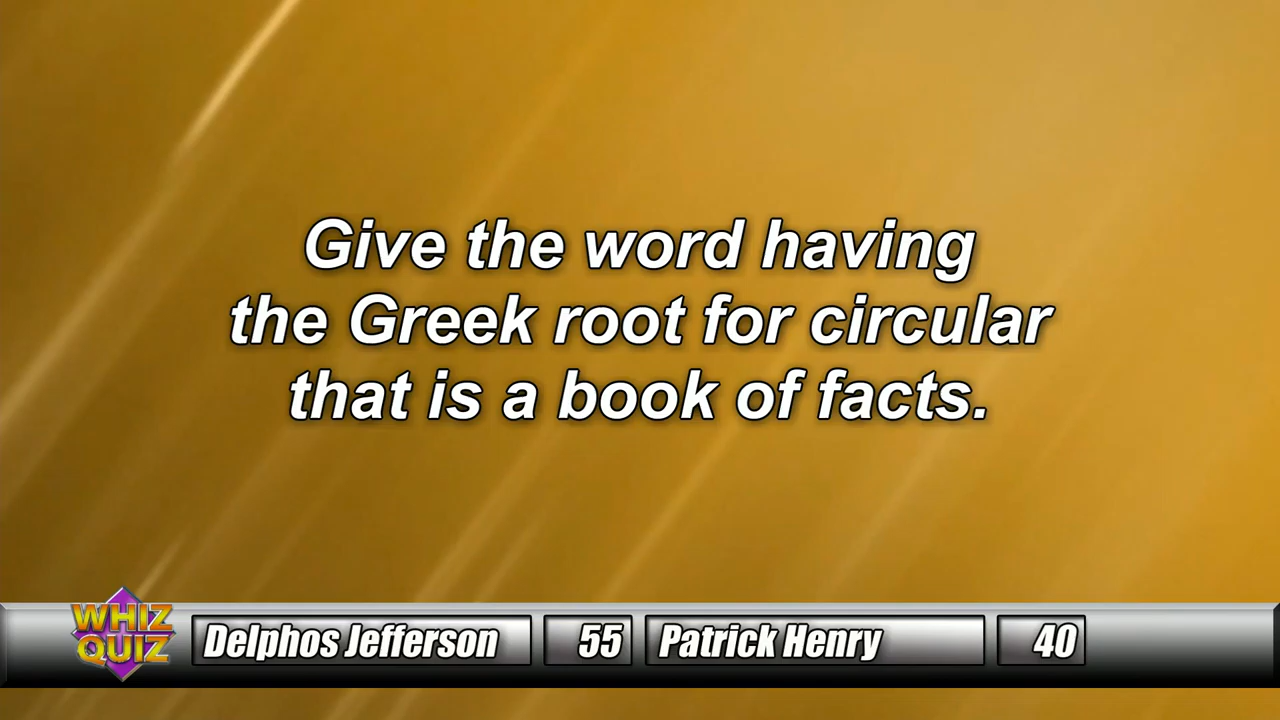 Give the word having
the Greek root for circular
that is a book of facts.
WHIZ
QUIZ
Delphos Jefferson 55 Patrick Henry 40